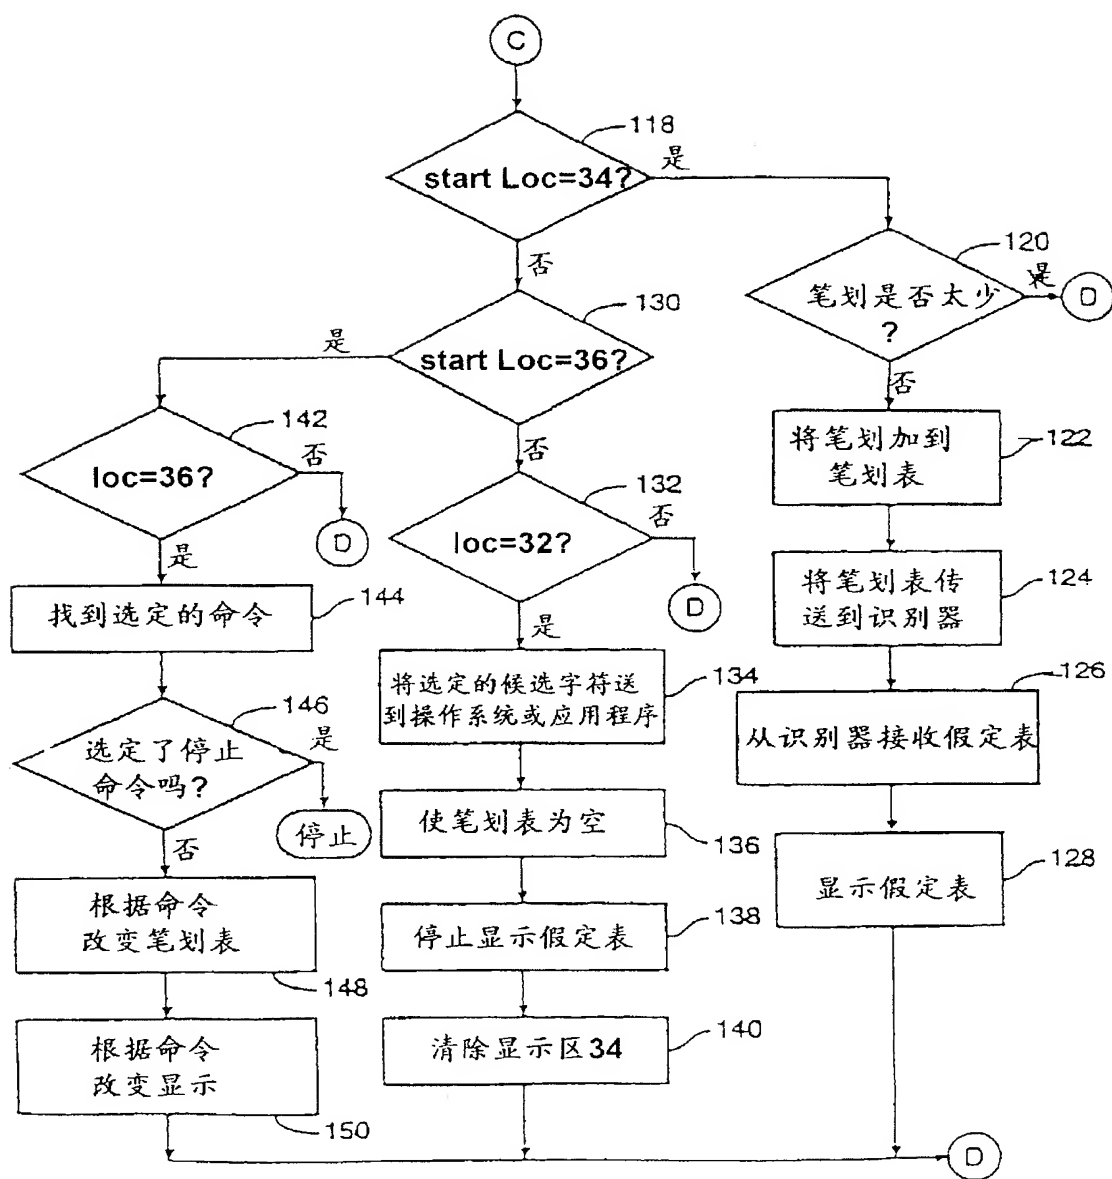 C
118
start Loc=34?
是
否
120
笔划是否太少
?
是
D
130
start Loc=36?
是
否
否
将笔划加到
笔划表
122
142
loc=36?
否
D
是
132
loc=32?
否
D
是
将笔划表传
送到识别器
124
找到选定的命令
144
将选定的候选字符送
到操作系统或应用程序
134
126
从识别器接收假定表
146
选定了停止
命令吗?
是
停止
否
使笔划表为空
136
显示假定表
128
根据命令
改变笔划表
148
停止显示假定表
138
根据命令
改变显示
150
清除显示区34
140
D